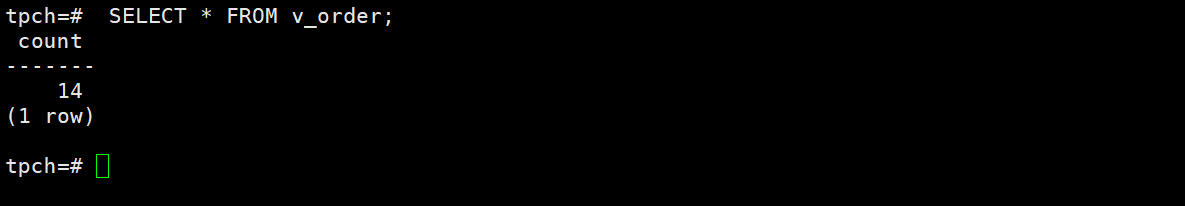 tpch=#  SELECT * FROM v_order;
 count
-------
    14
(1 row)
tpch=#